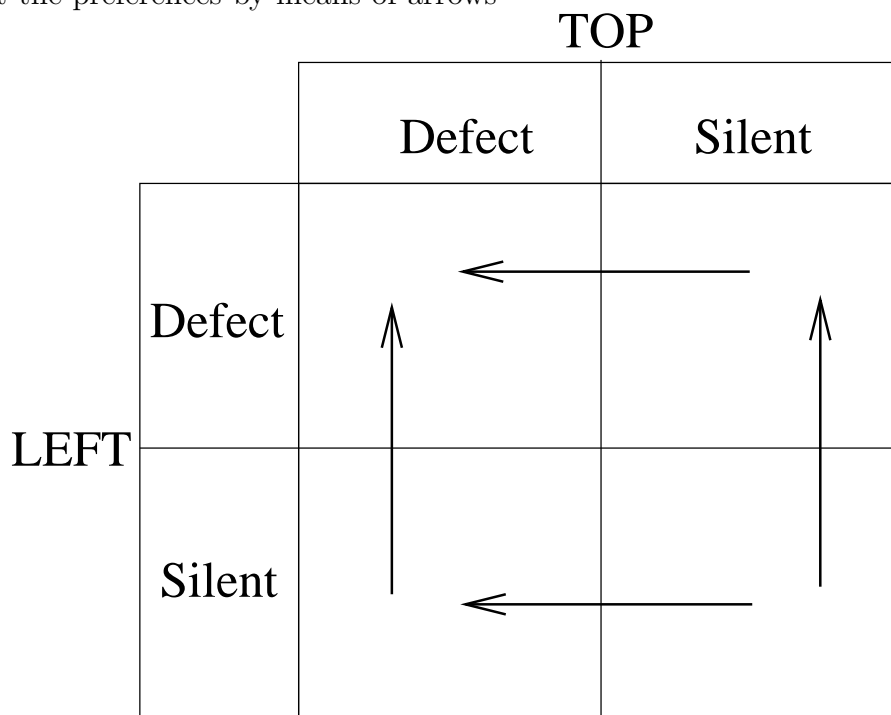 the preferences by means of arrows
TOP
Defect Silent
Defect
LEFT
Silent